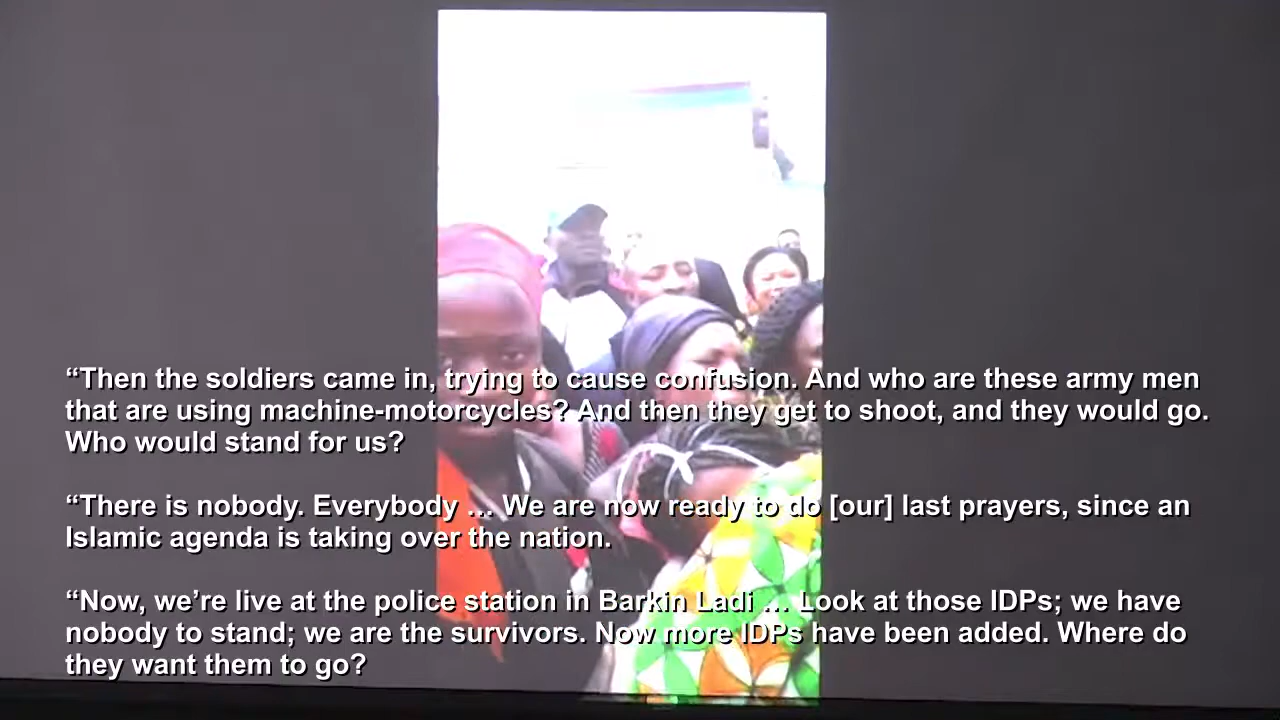 “Then the soldiers came in, trying to cause confusion. And who are these army men
that are using machine-motorcycles? And then they get to shoot, and they would go.
Who would stand for us?
“There is nobody. Everybody … We are now ready to do [our] last prayers, since an
Islamic agenda is taking over the nation.
“Now, we’re live at the police station in Barkin Ladi … Look at those IDPs; we have
nobody to stand; we are the survivors. Now more IDPs have been added. Where do
they want them to go?